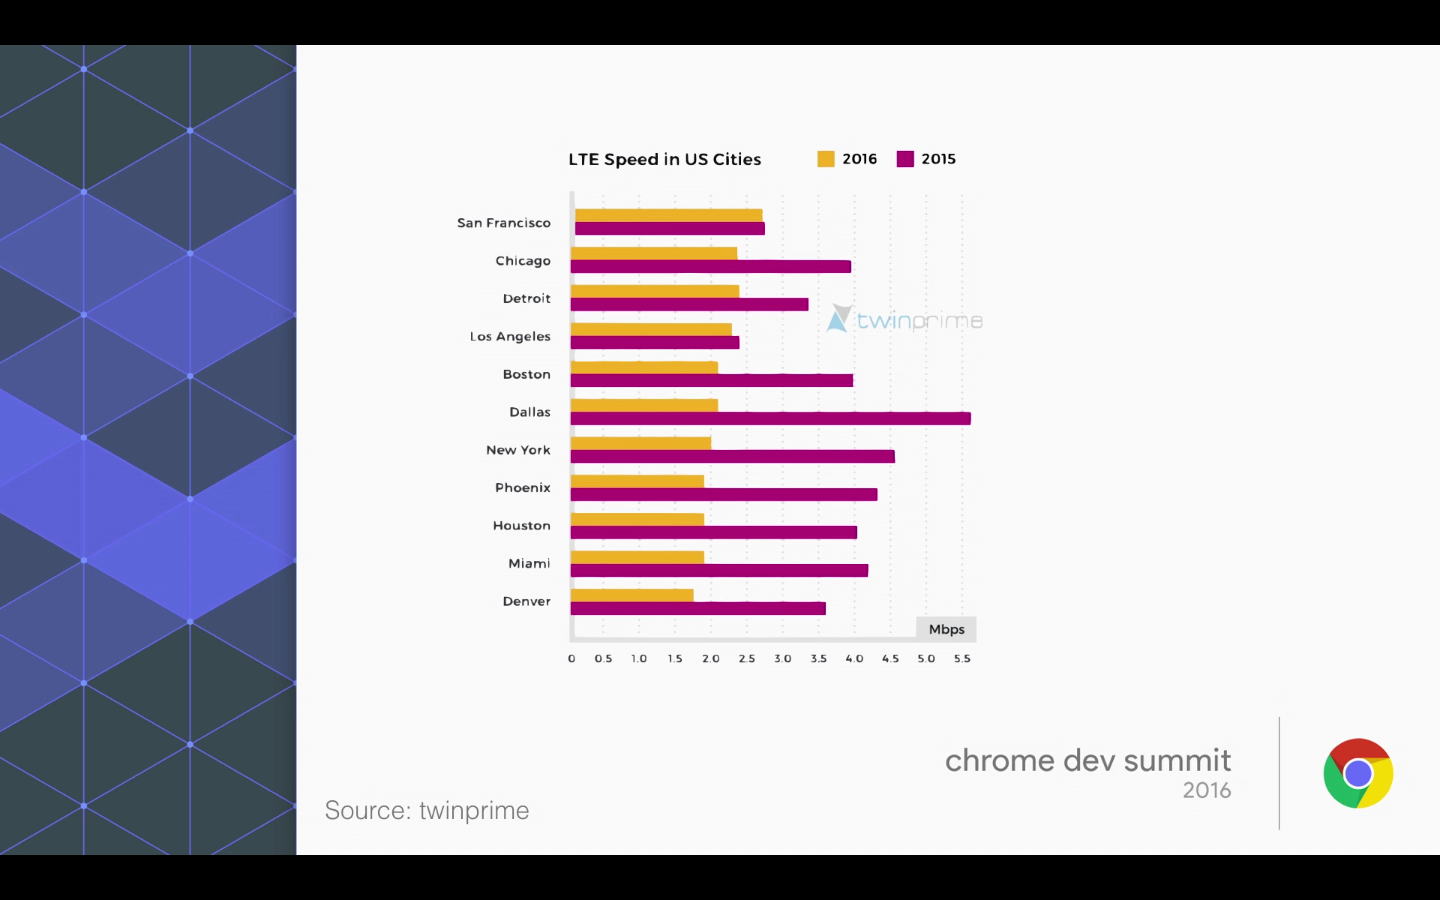 LTE Speed in US Cities
2016
2015
San Francisco
Chicago
Detroit
twinprime
Los Angeles
Boston
Dallas
New York
Phoenix
Houston
Miami
Denver
Mbps
0 0.5 1.0 1.5 2.0 2.5 3.0 3.5 4.0 4.5 5.0 5.5
chrome dev summit
2016
Source: twinprime